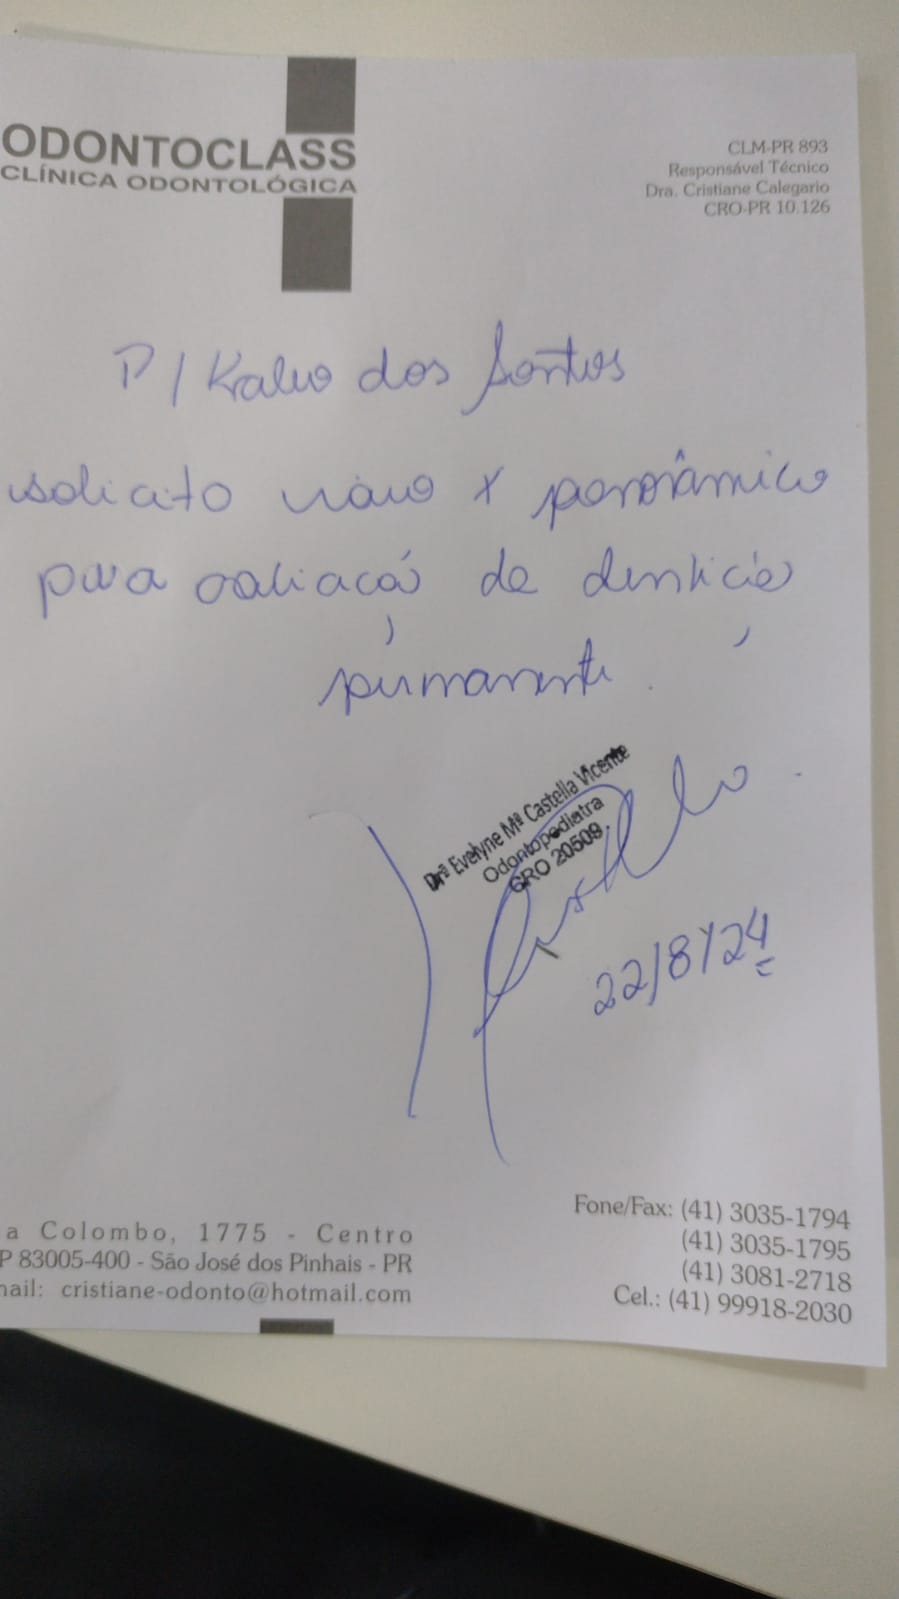 ODONTOCLASS
CLÍNICA ODONTOLÓGICA
CLM-PR 893
Responsável Técnico
Dra. Cristiane Calegario
CRO-PR 10.126
P/ dos Santos
solicito raio x panorâmico
para avaliação de dentição
permanente.
Drª Evelyne Mª Castella Vicente
Odontopediatra
CRO 20509
22/8/24
a Colombo, 1775 - Centro
P 83005-400 - São José dos Pinhais - PR
mail: cristiane-odonto@hotmail.com
Fone/Fax: (41) 3035-1794
(41) 3035-1795
(41) 3081-2718
Cel.: (41) 99918-2030